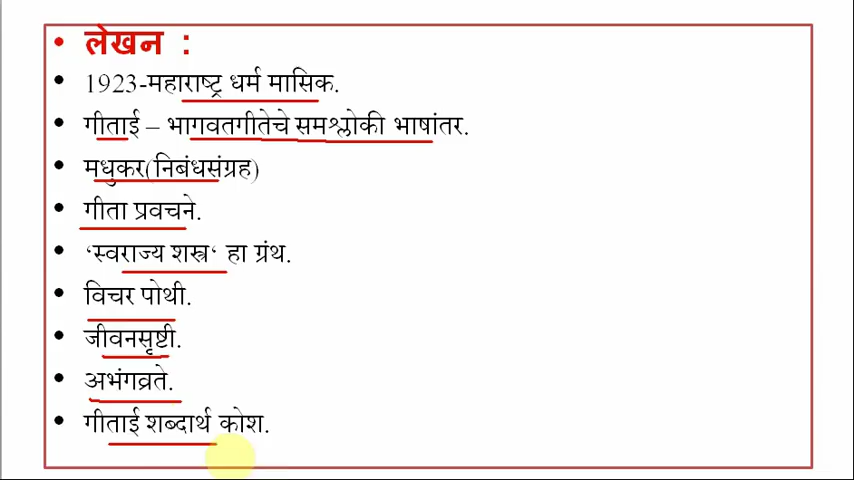 • लेखन :
• 1923-महाराष्ट्र धर्म मासिक.
• गीताई – भागवतगीतेचे समश्लोकी भाषांतर.
• मधुकर(निबंधसंग्रह)
• गीता प्रवचने.
• ‘स्वराज्य शस्त्र‘ हा ग्रंथ.
• विचर पोथी.
• जीवनसृष्टी.
• अभंगव्रते.
• गीताई शब्दार्थ कोश.